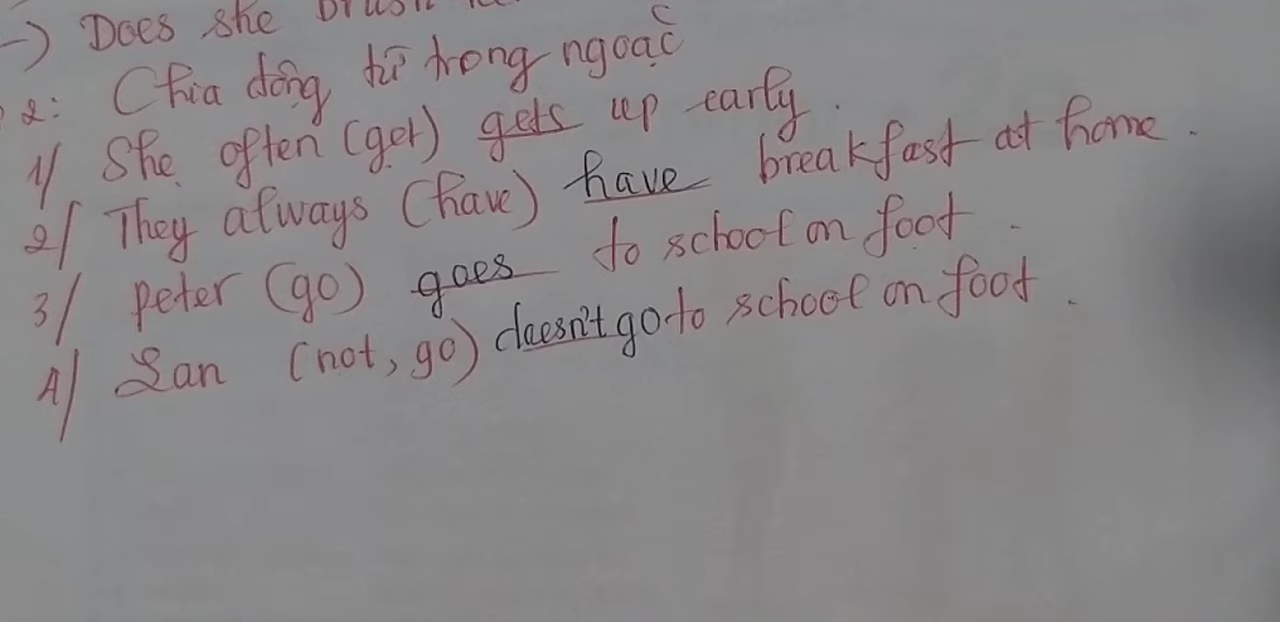 -) Does she brush
2: Chia động từ trong ngoặc
1/ She often (get) gets up early.
2/ They always (have) have breakfast at home.
3/ Peter (go) goes to school on foot.
4/ Lan (not, go) doesn't go to school on foot.